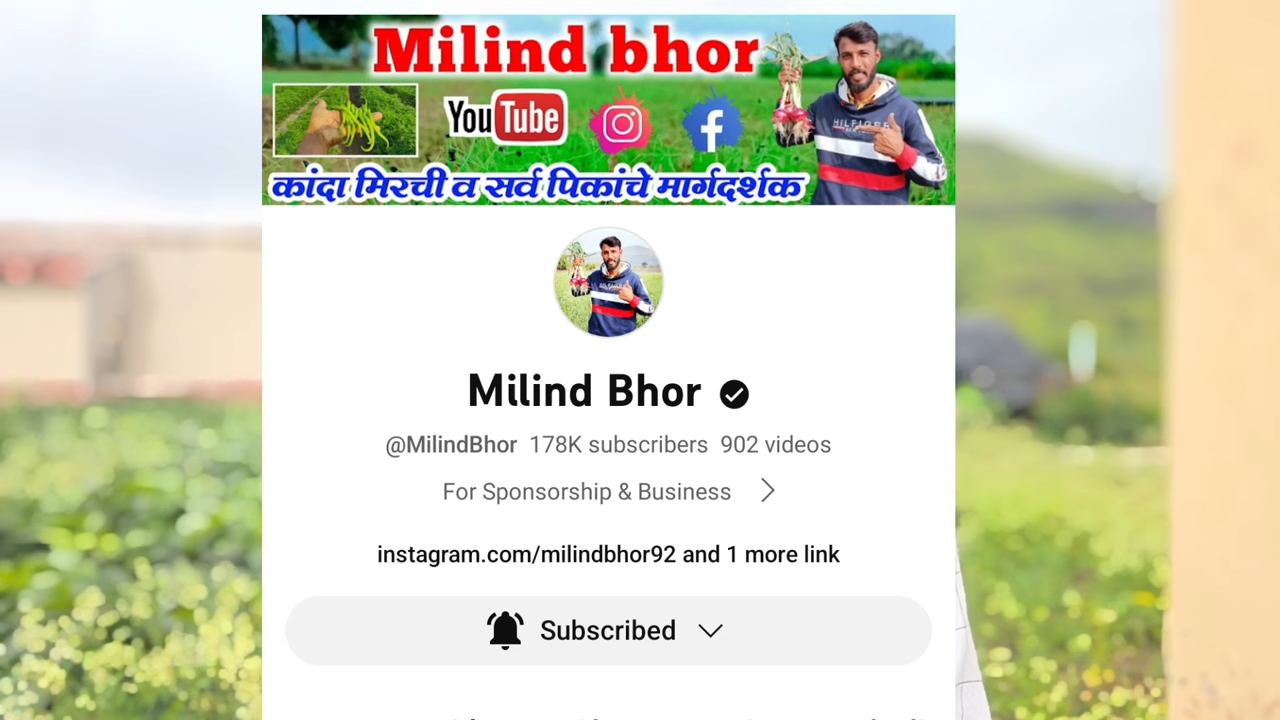 Milind bhor
YouTube
HILFIGER
कांदा मिरची व सर्व पिकांचे मार्गदर्शक
Milind Bhor
@MilindBhor 178K subscribers 902 videos
For Sponsorship & Business
instagram.com/milindbhor92 and 1 more link
Subscribed